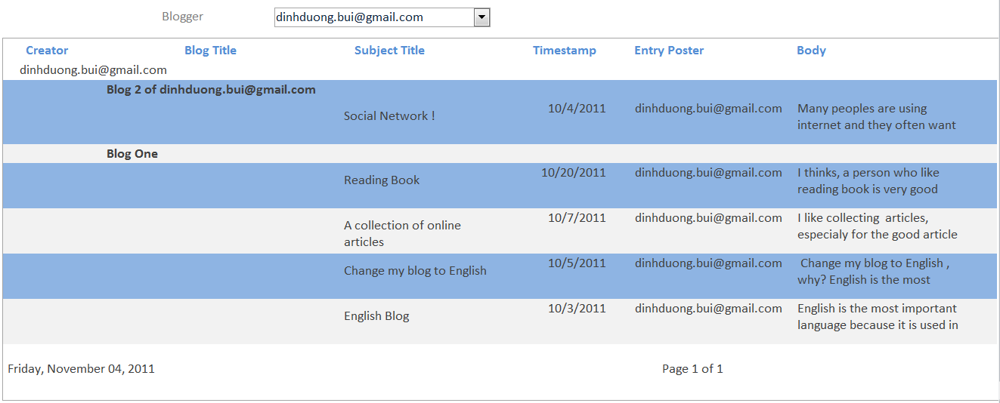 Blogger dinhduong.bui@gmail.com
Creator Blog Title Subject Title Timestamp Entry Poster Body
dinhduong.bui@gmail.com
Blog 2 of dinhduong.bui@gmail.com
Social Network ! 10/4/2011 dinhduong.bui@gmail.com Many peoples are using
internet and they often want
Blog One
Reading Book 10/20/2011 dinhduong.bui@gmail.com I thinks, a person who like
reading book is very good
A collection of online 10/7/2011 dinhduong.bui@gmail.com I like collecting articles,
articles especialy for the good article
Change my blog to English 10/5/2011 dinhduong.bui@gmail.com Change my blog to English ,
why? English is the most
English Blog 10/3/2011 dinhduong.bui@gmail.com English is the most important
language because it is used in
Friday, November 04, 2011 Page 1 of 1